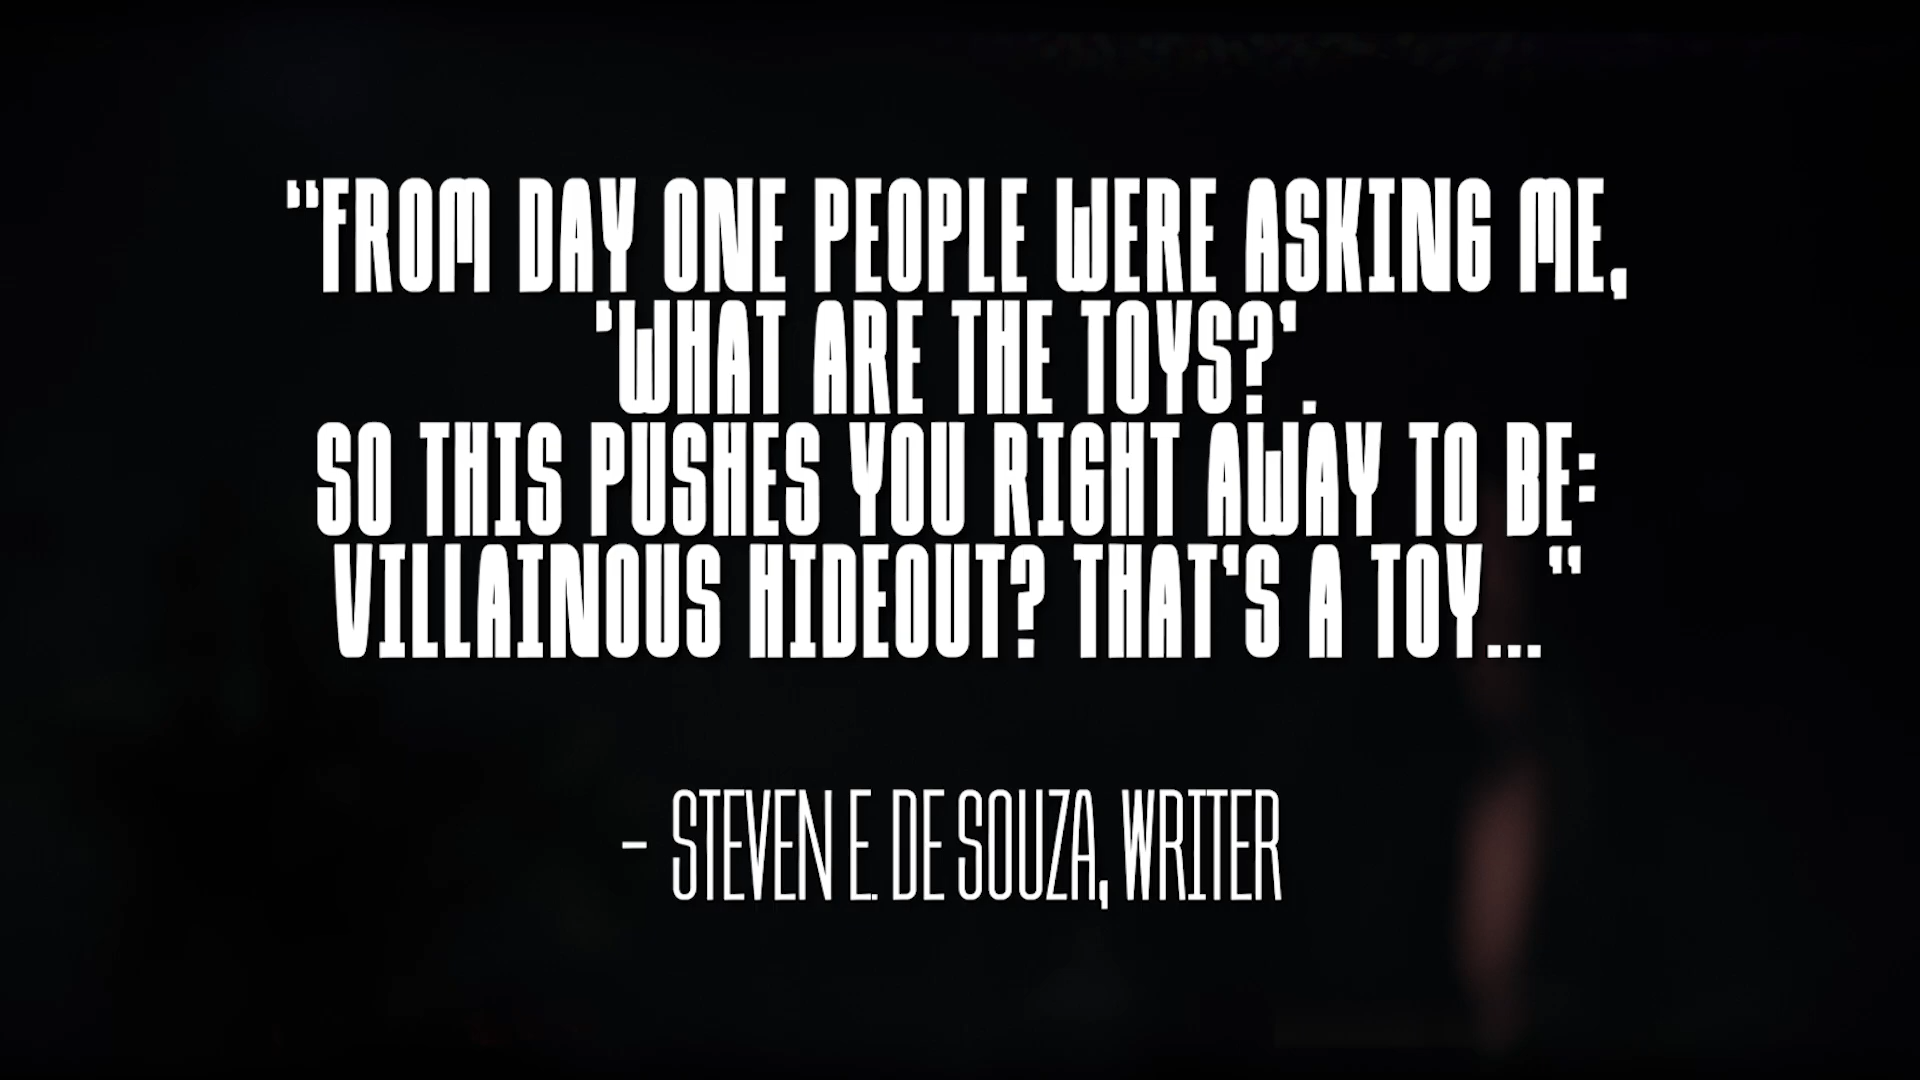 "FROM DAY ONE PEOPLE WERE ASKING ME,
'WHAT ARE THE TOYS?'.
SO THIS PUSHES YOU RIGHT AWAY TO BE:
VILLAINOUS HIDEOUT? THAT'S A TOY..."
- STEVEN E. DE SOUZA, WRITER